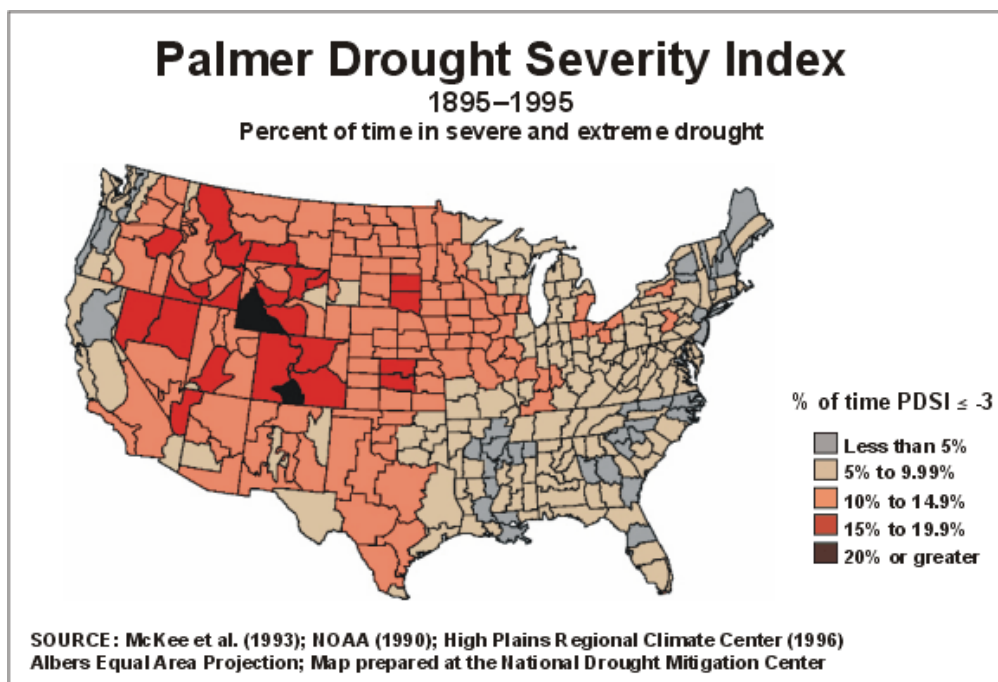 Palmer Drought Severity Index
1895–1995
Percent of time in severe and extreme drought
% of time PDSI ≤ -3
Less than 5%
5% to 9.99%
10% to 14.9%
15% to 19.9%
20% or greater
SOURCE: McKee et al. (1993); NOAA (1990); High Plains Regional Climate Center (1996)
Albers Equal Area Projection; Map prepared at the National Drought Mitigation Center